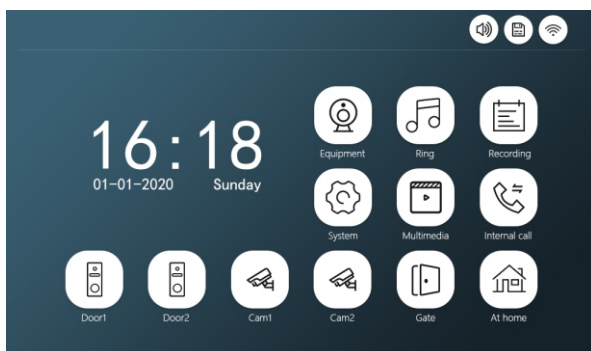 16:18
01-01-2020 Sunday
Equipment Ring Recording
System Multimedia Internal call
Door1 Door2 Cam1 Cam2 Gate At home